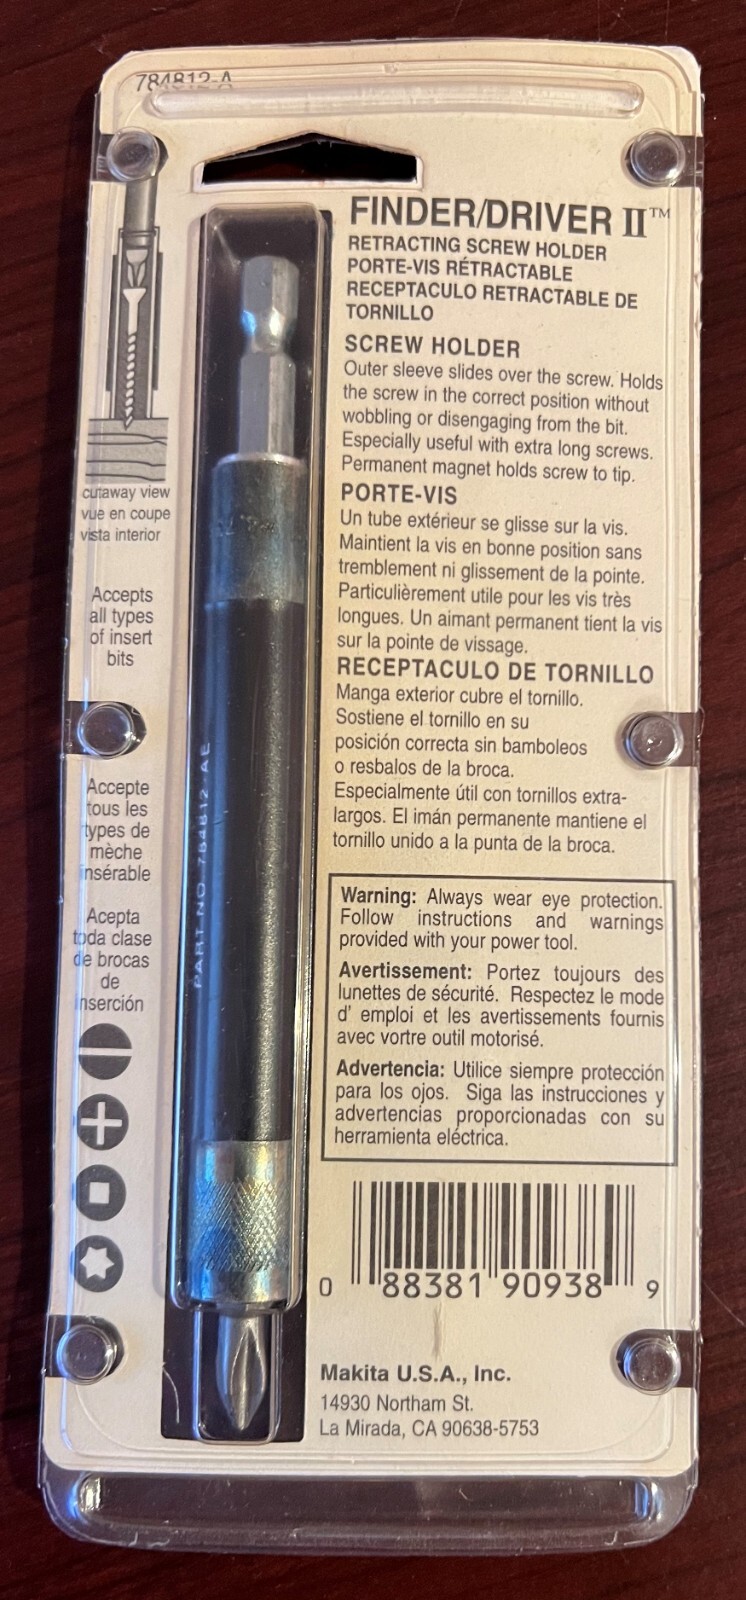 784812-A
FINDER/DRIVER II™
RETRACTING SCREW HOLDER
PORTE-VIS RÉTRACTABLE
RECEPTACULO RETRACTABLE DE
TORNILLO
SCREW HOLDER
Outer sleeve slides over the screw. Holds
the screw in the correct position without
wobbling or disengaging from the bit.
Especially useful with extra long screws.
Permanent magnet holds screw to tip.
PORTE-VIS
Un tube extérieur se glisse sur la vis.
Maintient la vis en bonne position sans
tremblement ni glissement de la pointe.
Particulièrement utile pour les vis très
longues. Un aimant permanent tient la vis
sur la pointe de vissage.
RECEPTACULO DE TORNILLO
Manga exterior cubre el tornillo.
Sostiene el tornillo en su
posición correcta sin bamboleos
o resbalos de la broca.
Especialmente útil con tornillos extra-
largos. El imán permanente mantiene el
tornillo unido a la punta de la broca.
Warning: Always wear eye protection.
Follow instructions and warnings
provided with your power tool.
Avertissement: Portez toujours des
lunettes de sécurité. Respectez le mode
d' emploi et les avertissements fournis
avec vortre outil motorisé.
Advertencia: Utilice siempre protección
para los ojos. Siga las instrucciones y
advertencias proporcionadas con su
herramienta eléctrica.
0 88381 90938 9
Makita U.S.A., Inc.
14930 Northam St.
La Mirada, CA 90638-5753
cutaway view
vue en coupe
vista interior
Accepts
all types
of insert
bits
Accepte
tous les
types de
mèche
insérable
Acepta
toda clase
de brocas
de
inserción
PART NO. 784812-AE